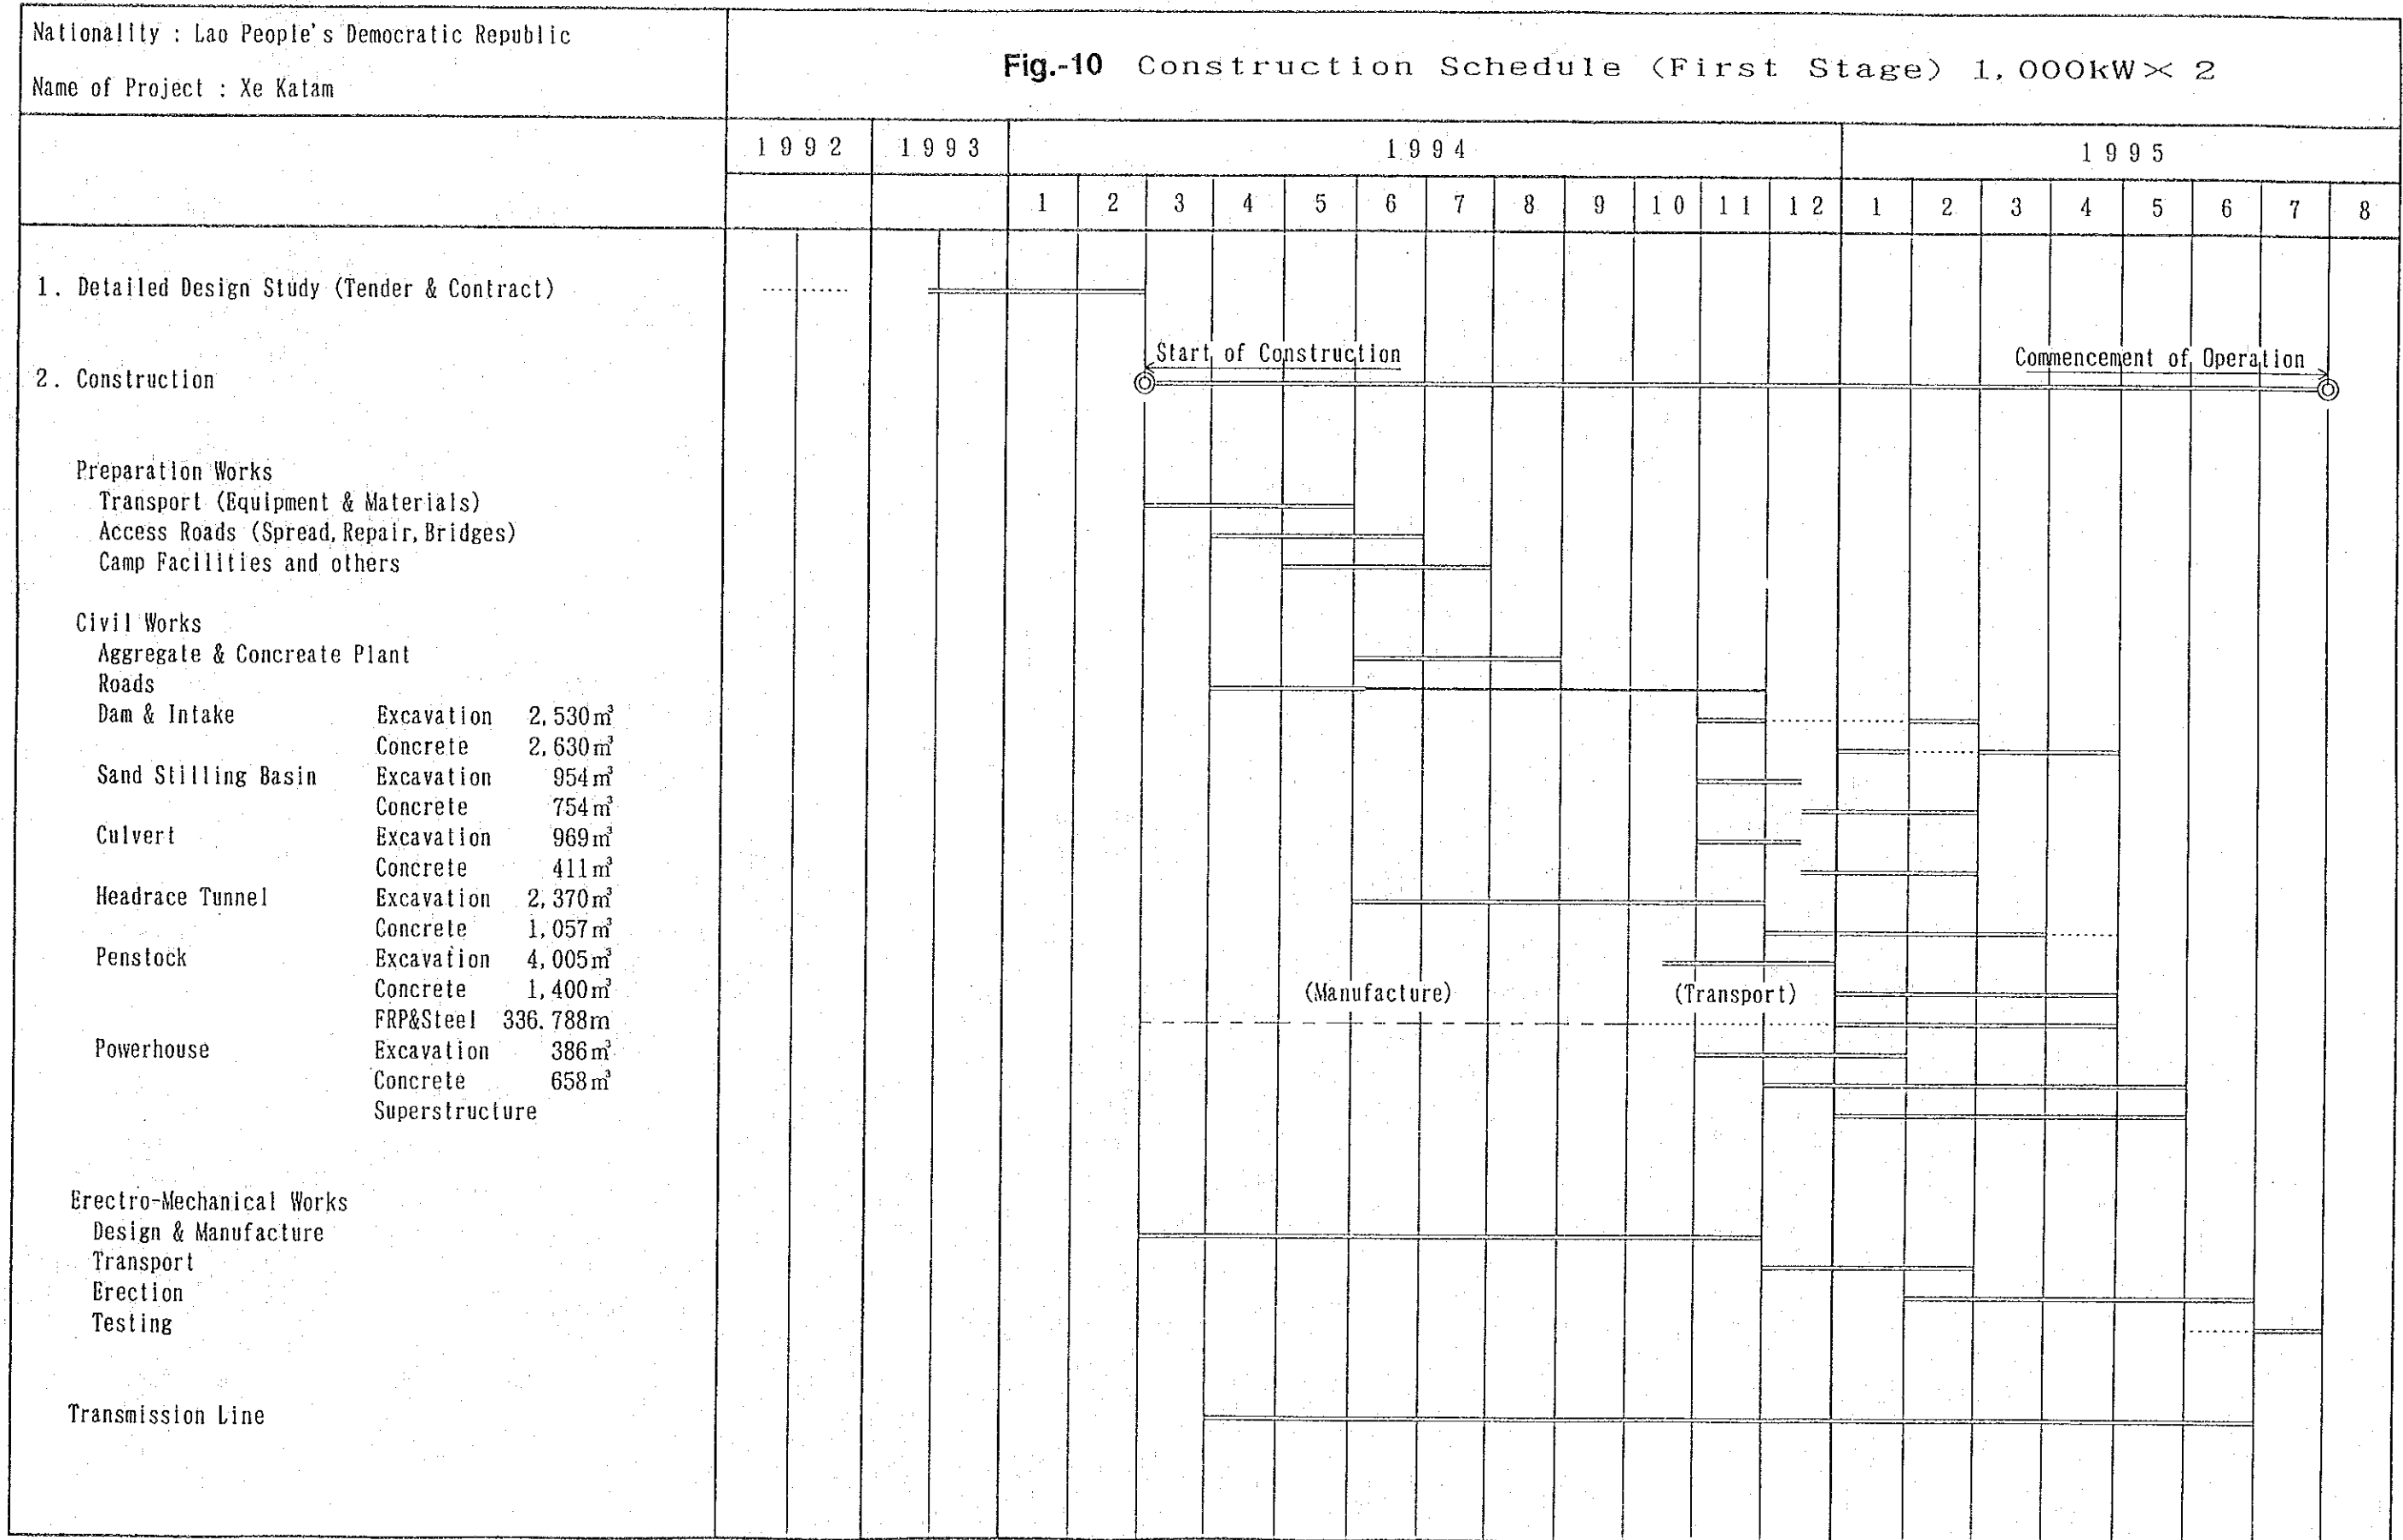 Nationality : Lao People's Democratic Republic
Name of Project : Xe Katam
Fig.-10 Construction Schedule (First Stage) 1,000kW× 2
1992 1993 1994 1995
1 2 3 4 5 6 7 8 9 10 11 12 1 2 3 4 5 6 7 8
1. Detailed Design Study (Tender & Contract)
Start of Construction
Commencement of Operation
2. Construction
Preparation Works
Transport (Equipment & Materials)
Access Roads (Spread, Repair, Bridges)
Camp Facilities and others
Civil Works
Aggregate & Concreate Plant
Roads
Dam & Intake Excavation 2,530㎥
Concrete 2,630㎥
Sand Stilling Basin Excavation 954㎥
Concrete 754㎥
Culvert Excavation 969㎥
Concrete 411㎥
Headrace Tunnel Excavation 2,370㎥
Concrete 1,057㎥
Penstock Excavation 4,005㎥
Concrete 1,400㎥ (Manufacture) (Transport)
FRP&Steel 336.788m
Powerhouse Excavation 386㎥
Concrete 658㎥
Superstructure
Erectro-Mechanical Works
Design & Manufacture
Transport
Erection
Testing
Transmission Line